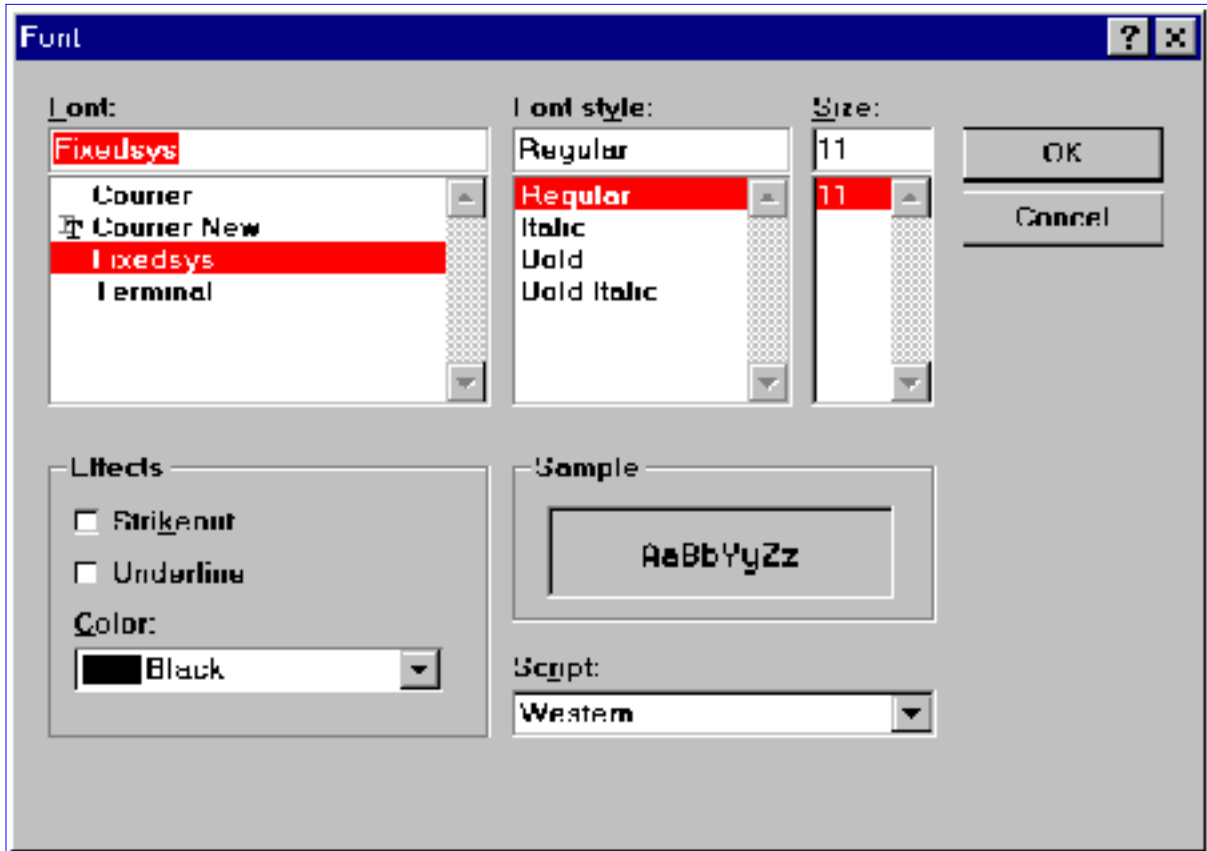 Font
Font: Font style: Size:
Fixedsys Regular 11 OK
Courier Regular 11 Cancel
Courier New Italic
Fixedsys Bold
Terminal Bold Italic
Effects Sample
Strikeout
Underline AaBbYyZz
Color:
Black Script:
Western